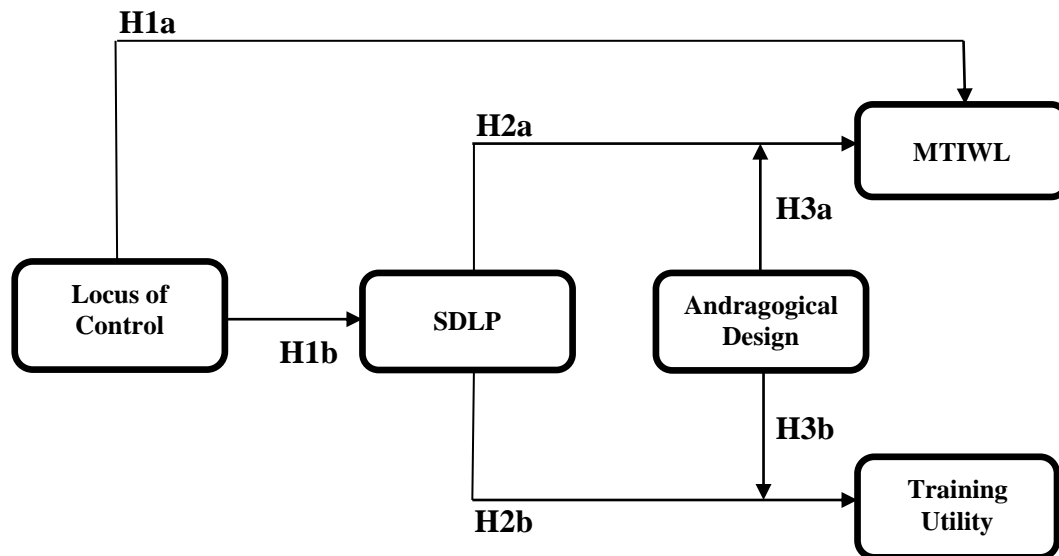 H1a
H2a
MTIWL
H3a
Locus of
Control
H1b
SDLP
Andragogical
Design
H3b
H2b
Training
Utility